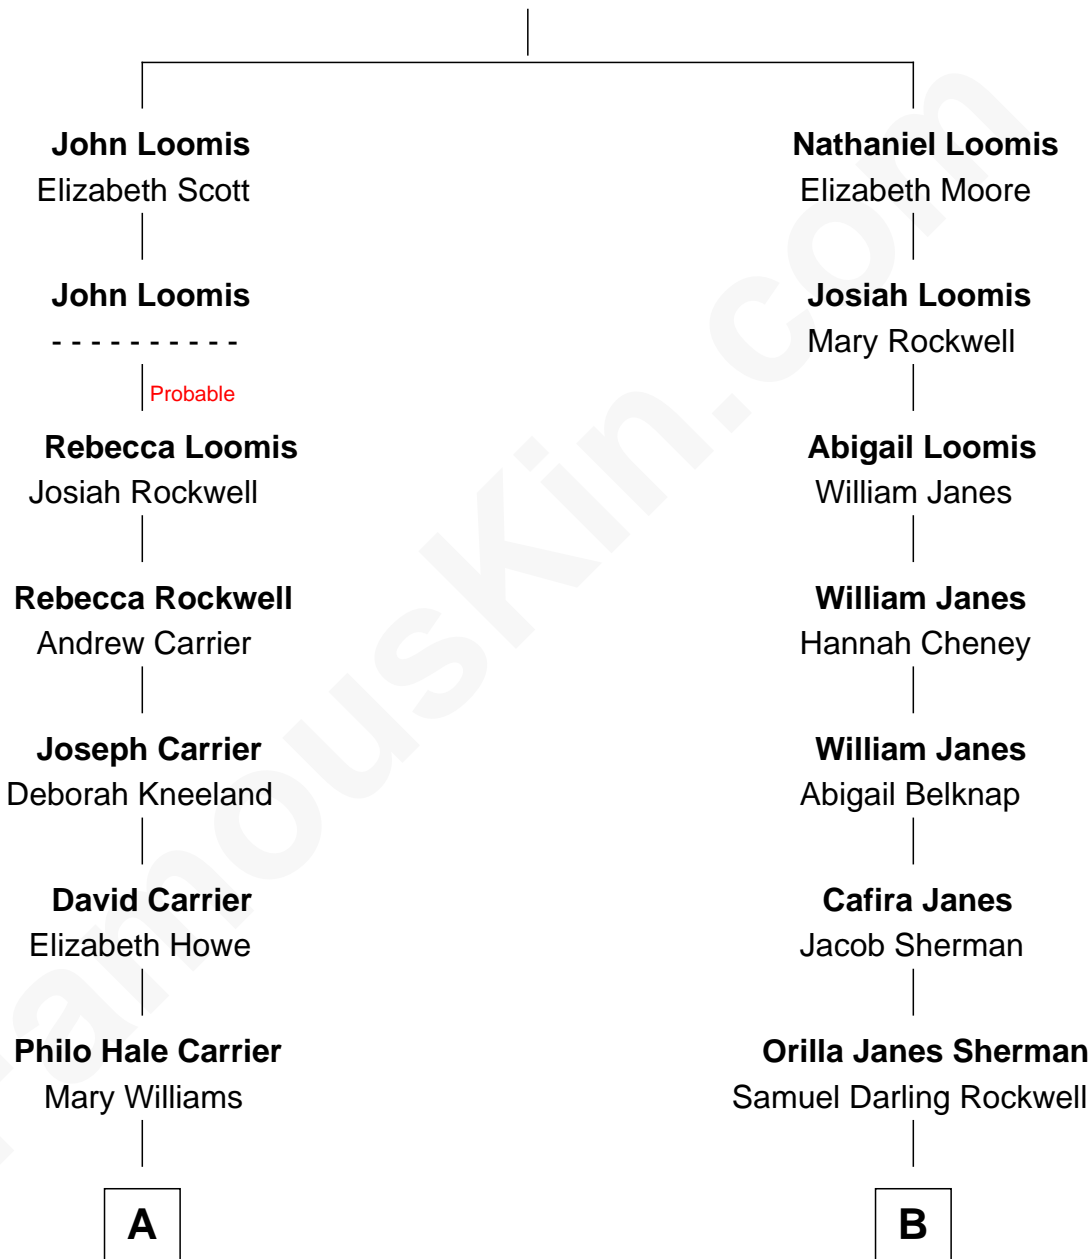 John Loomis
Elizabeth Scott
John Loomis
- - - - - - - - - -
Probable
Rebecca Loomis
Josiah Rockwell
Rebecca Rockwell
Andrew Carrier
Joseph Carrier
Deborah Kneeland
David Carrier
Elizabeth Howe
Philo Hale Carrier
Mary Williams
A
Nathaniel Loomis
Elizabeth Moore
Josiah Loomis
Mary Rockwell
Abigail Loomis
William Janes
William Janes
Hannah Cheney
William Janes
Abigail Belknap
Cafira Janes
Jacob Sherman
Orilla Janes Sherman
Samuel Darling Rockwell
B
FamousKin.com